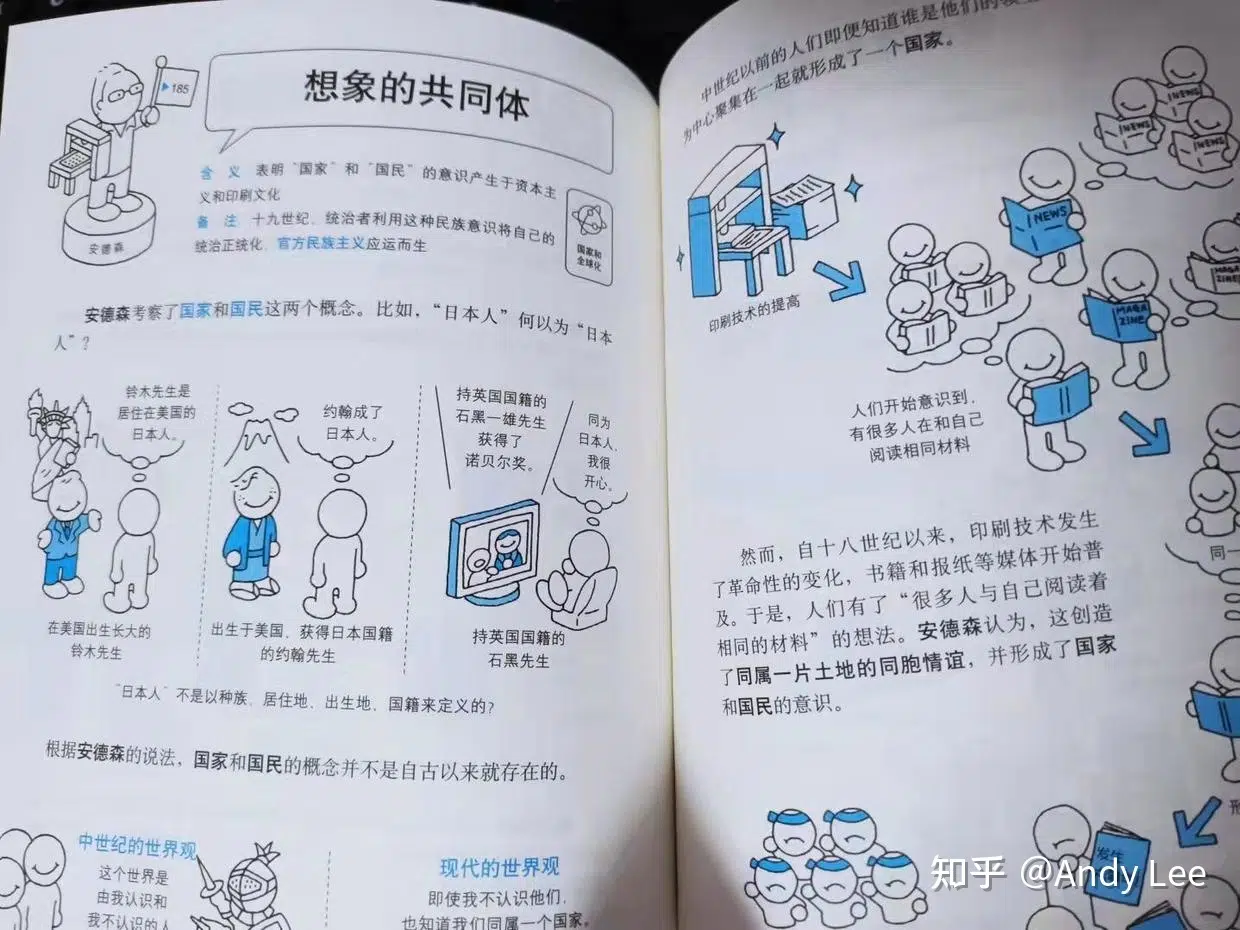 ▶185
想象的共同体
含 义 表明“国家”和“国民”的意识产生于资本主
义和印刷文化
备 注 十九世纪、统治者利用这种民族意识将自己的
统治正统化、官方民族主义应运而生
国家和
全球化
安德森
安德森考察了国家和国民这两个概念。比如，“日本人”何以为“日本
人”？
铃木先生是
居住在美国的
日本人。
约翰成了
日本人。
持英国国籍的
石黑一雄先生
获得了
诺贝尔奖。
同为
日本人、
我很
开心。
在美国出生长大的
铃木先生
出生于美国、获得日本国籍
的约翰先生
持英国国籍的
石黑先生
“日本人”不是以种族、居住地、出生地、国籍来定义的？
根据安德森的说法，国家和国民的概念并不是自古以来就存在的。
中世纪的世界观
这个世界是
由我认识和
我不认识的人
现代的世界观
即使我不认识他们、
也知道我们同属一个国家。
中世纪以前的人们即便知道谁是他们的
为中心聚集在一起就形成了一个国家。
NEWS
NEWS
NEWS
NEWS
MAGA
ZINE
MAGA
ZINE
印刷技术的提高
人们开始意识到、
有很多人在和自己
阅读相同材料
然而，自十八世纪以来，印刷技术发生
了革命性的变化，书籍和报纸等媒体开始普
及。于是，人们有了“很多人与自己阅读着
相同的材料”的想法。安德森认为，这创造
了同属一片土地的同胞情谊，并形成了国家
和国民的意识。
同一
形
发生
知乎 @Andy Lee